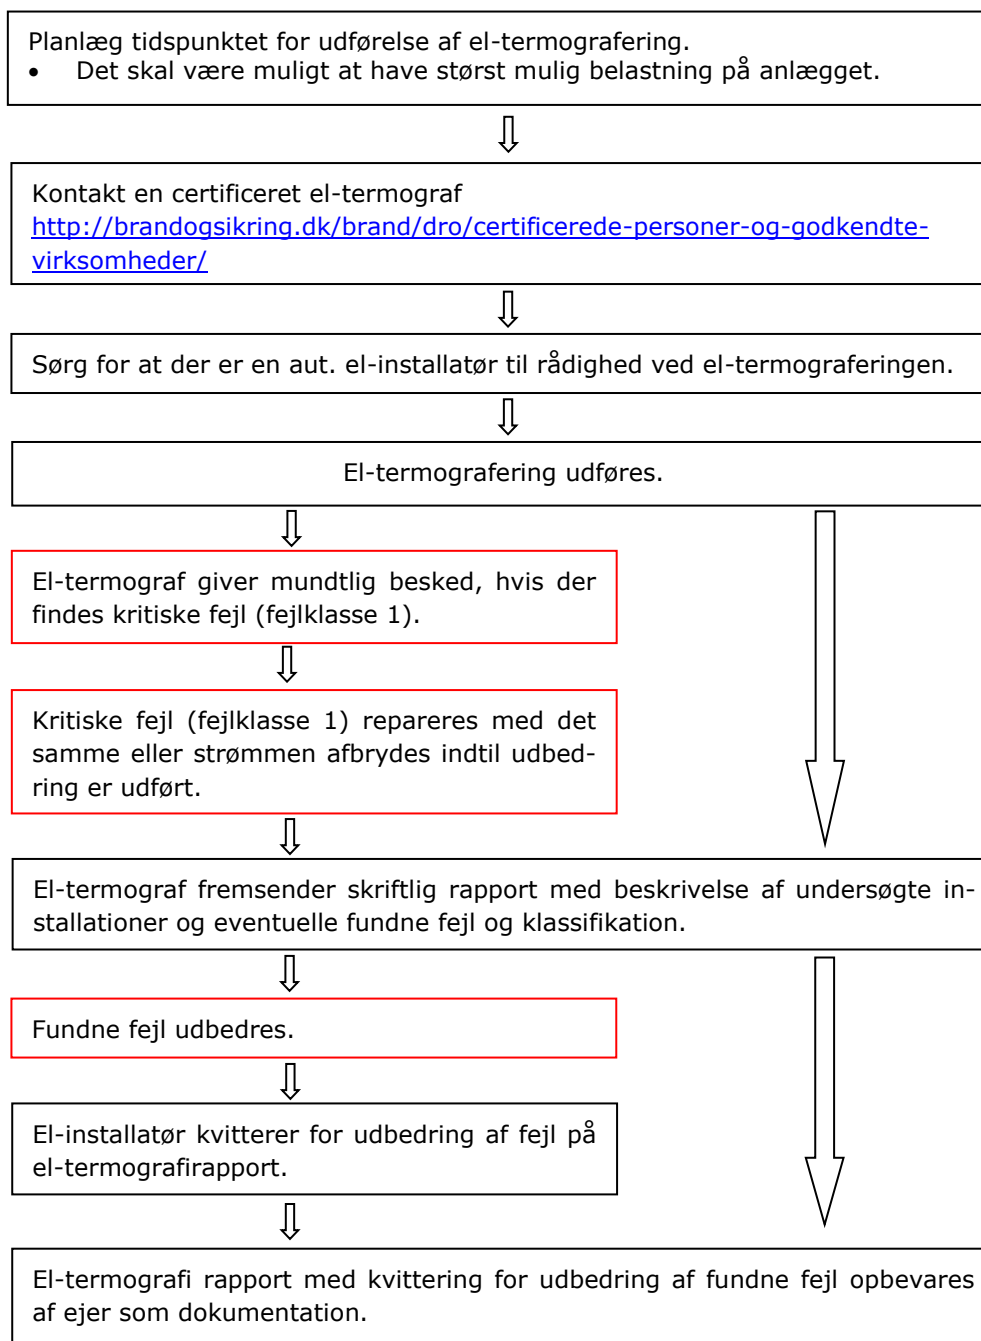 Planlæg tidspunktet for udførelse af el-termografering.
• Det skal være muligt at have størst mulig belastning på anlægget.
Kontakt en certificeret el-termograf
http://brandogsikring.dk/brand/dro/certificerede-personer-og-godkendte-
virksomheder/
Sørg for at der er en aut. el-installatør til rådighed ved el-termograferingen.
El-termografering udføres.
El-termograf giver mundtlig besked, hvis der
findes kritiske fejl (fejlklasse 1).
Kritiske fejl (fejlklasse 1) repareres med det
samme eller strømmen afbrydes indtil udbed-
ring er udført.
El-termograf fremsender skriftlig rapport med beskrivelse af undersøgte in-
stallationer og eventuelle fundne fejl og klassifikation.
Fundne fejl udbedres.
El-installatør kvitterer for udbedring af fejl på
el-termografirapport.
El-termografi rapport med kvittering for udbedring af fundne fejl opbevares
af ejer som dokumentation.